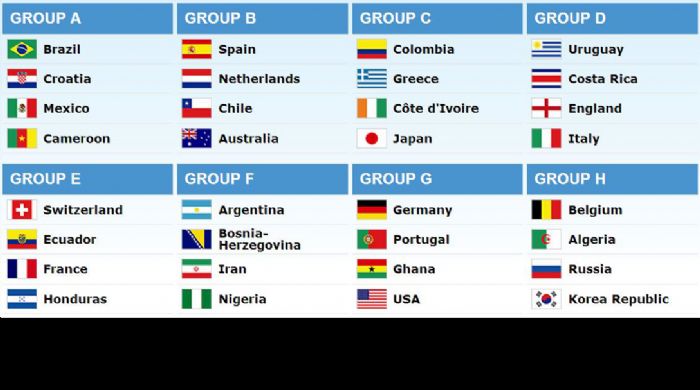 GROUP A
Brazil
Croatia
Mexico
Cameroon
GROUP B
Spain
Netherlands
Chile
Australia
GROUP C
Colombia
Greece
Côte d'Ivoire
Japan
GROUP D
Uruguay
Costa Rica
England
Italy
GROUP E
Switzerland
Ecuador
France
Honduras
GROUP F
Argentina
Bosnia-
Herzegovina
Iran
Nigeria
GROUP G
Germany
Portugal
Ghana
USA
GROUP H
Belgium
Algeria
Russia
Korea Republic